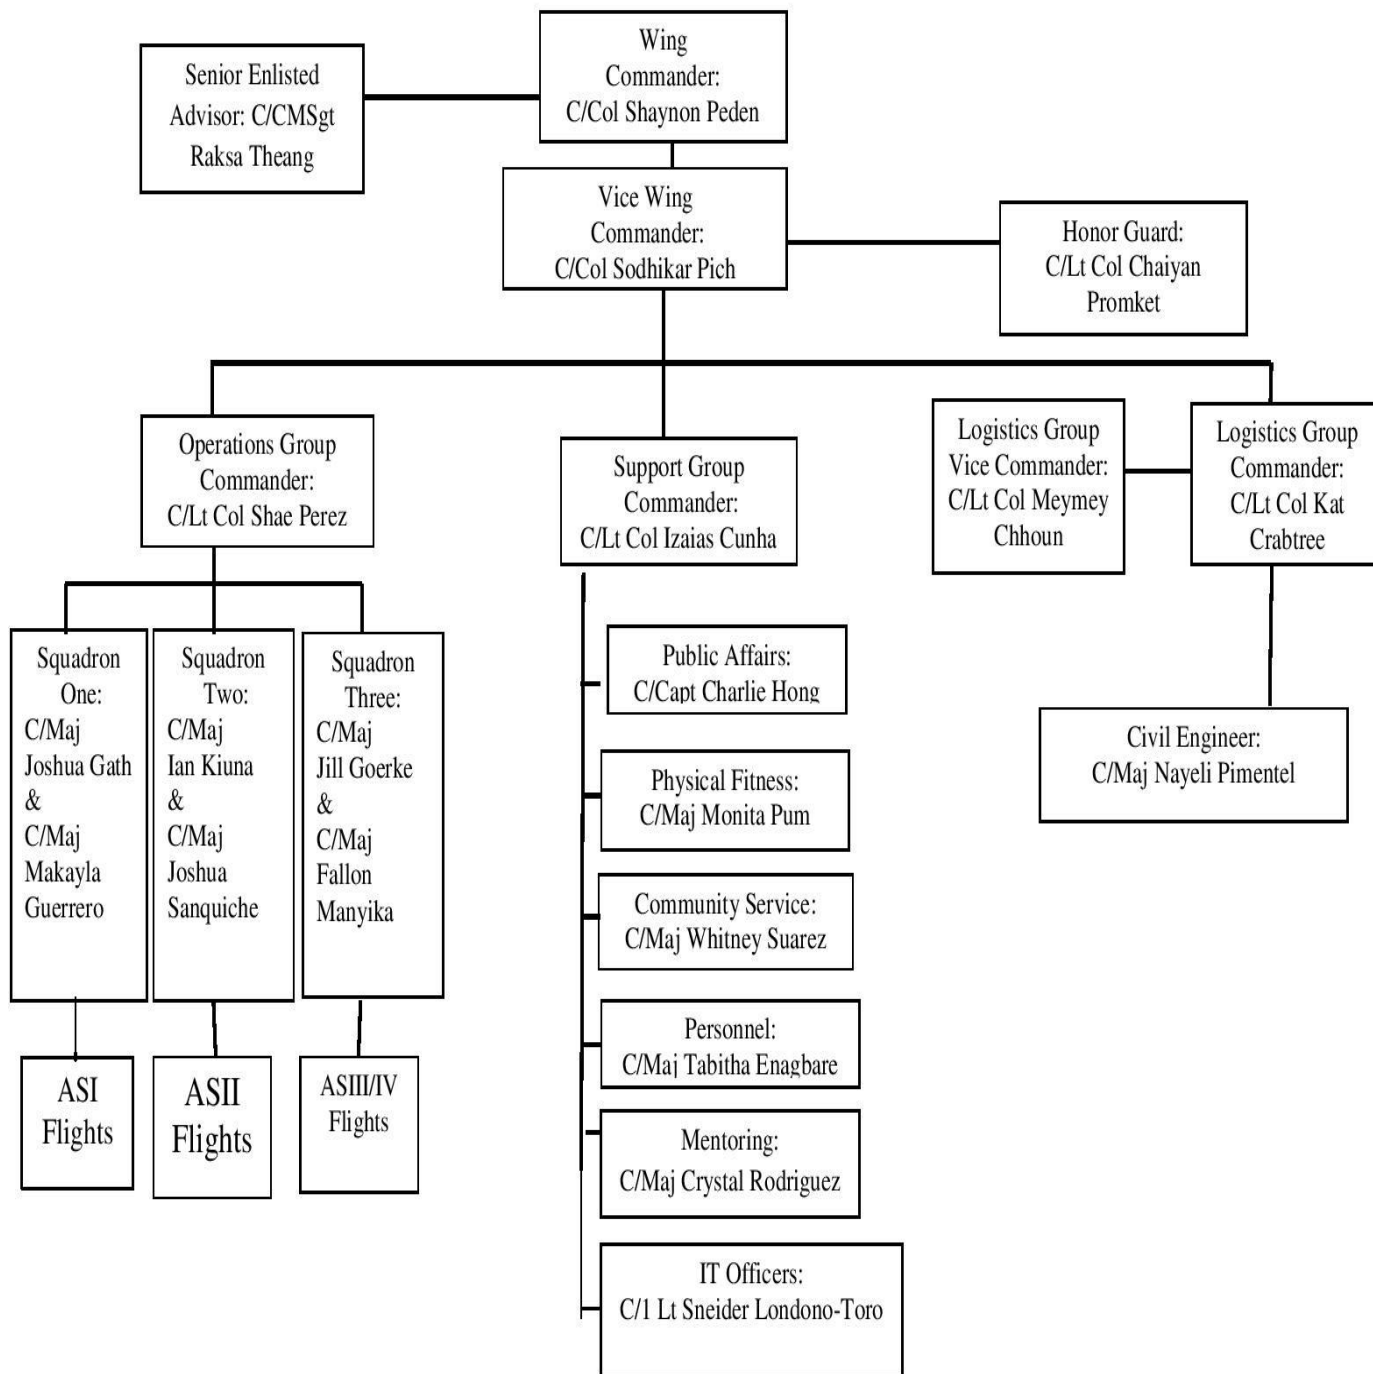 Wing
Commander:
C/Col Shaynon Peden
Senior Enlisted
Advisor: C/CMSgt
Raksa Theang
Vice Wing
Commander:
C/Col Sodhikar Pich
Honor Guard:
C/Lt Col Chaiyan
Promket
Operations Group
Commander:
C/Lt Col Shae Perez
Support Group
Commander:
C/Lt Col Izaias Cunha
Logistics Group
Vice Commander:
C/Lt Col Meymey
Chhoun
Logistics Group
Commander:
C/Lt Col Kat
Crabtree
Squadron
One:
C/Maj
Joshua Gath
&
C/Maj
Makayla
Guerrero
Squadron
Two:
C/Maj
Ian Kiuna
&
C/Maj
Joshua
Sanquiche
Squadron
Three:
C/Maj
Jill Goerke
&
C/Maj
Fallon
Manyika
Public Affairs:
C/Capt Charlie Hong
Physical Fitness:
C/Maj Monita Pum
Community Service:
C/Maj Whitney Suarez
Personnel:
C/Maj Tabitha Enagbare
Mentoring:
C/Maj Crystal Rodriguez
IT Officers:
C/1 Lt Sneider Londono-Toro
Civil Engineer:
C/Maj Nayeli Pimentel
ASI
Flights
ASII
Flights
ASIII/IV
Flights